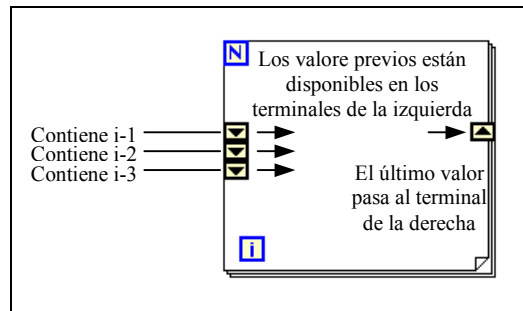 N
Los valore previos están
disponibles en los
terminales de la izquierda
Contiene i-1
Contiene i-2
Contiene i-3
El último valor
pasa al terminal
de la derecha
i